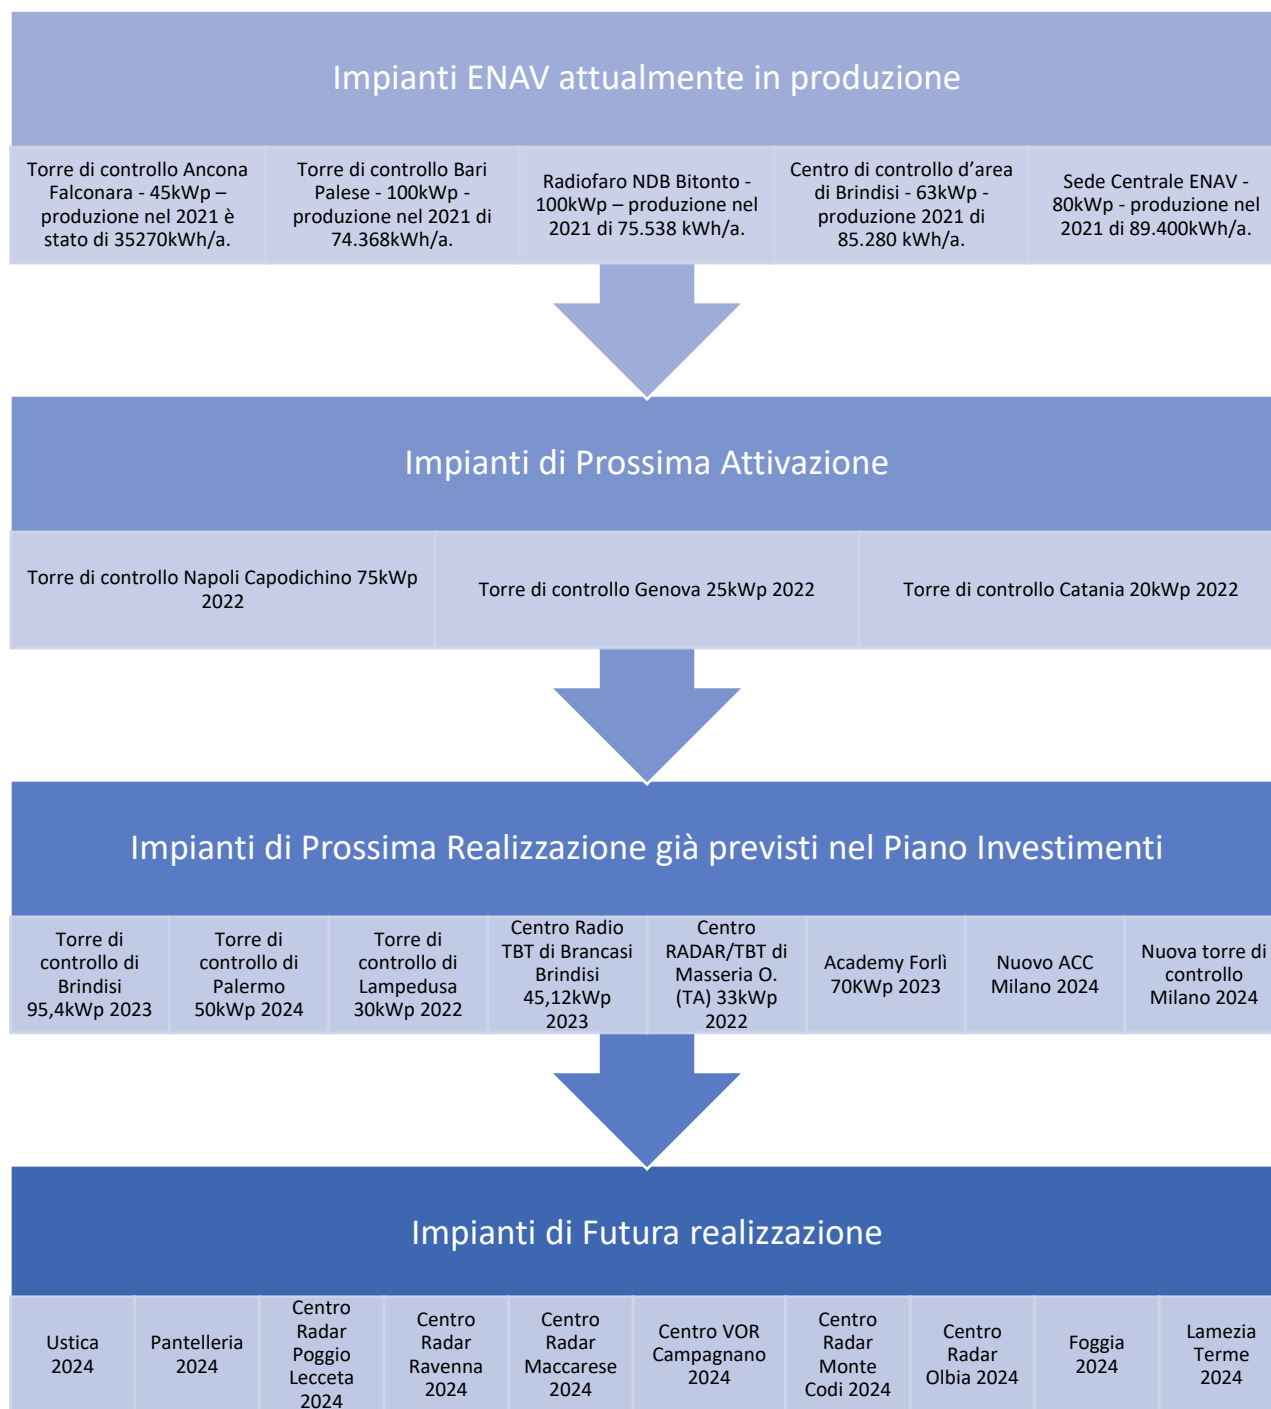 Impianti ENAV attualmente in produzione
Torre di controllo Ancona
Falconara - 45kWp –
produzione nel 2021 è
stato di 35270kWh/a.
Torre di controllo Bari
Palese - 100kWp -
produzione nel 2021 di
74.368kWh/a.
Radiofaro NDB Bitonto -
100kWp – produzione nel
2021 di 75.538 kWh/a.
Centro di controllo d’area
di Brindisi - 63kWp -
produzione 2021 di
85.280 kWh/a.
Sede Centrale ENAV -
80kWp - produzione nel
2021 di 89.400kWh/a.
Impianti di Prossima Attivazione
Torre di controllo Napoli Capodichino 75kWp
2022
Torre di controllo Genova 25kWp 2022
Torre di controllo Catania 20kWp 2022
Impianti di Prossima Realizzazione già previsti nel Piano Investimenti
Torre di
controllo di
Brindisi
95,4kWp 2023
Torre di
controllo di
Palermo
50kWp 2024
Torre di
controllo di
Lampedusa
30kWp 2022
Centro Radio
TBT di Brancasi
Brindisi
45,12kWp
2023
Centro
RADAR/TBT di
Masseria O.
(TA) 33kWp
2022
Academy Forlì
70KWp 2023
Nuovo ACC
Milano 2024
Nuova torre di
controllo
Milano 2024
Impianti di Futura realizzazione
Ustica
2024
Pantelleria
2024
Centro
Radar
Poggio
Lecceta
2024
Centro
Radar
Ravenna
2024
Centro
Radar
Maccarese
2024
Centro VOR
Campagnano
2024
Centro
Radar
Monte
Codi 2024
Centro
Radar
Olbia 2024
Foggia
2024
Lamezia
Terme
2024